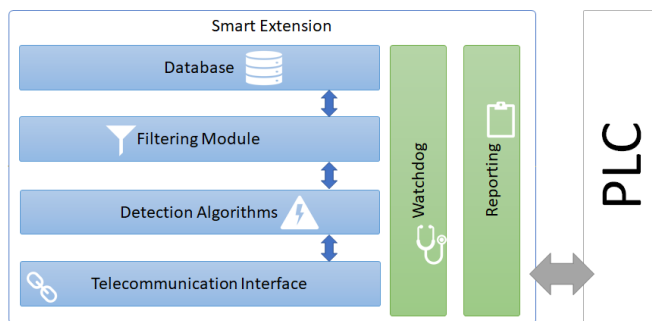 Smart Extension
Database
Filtering Module
Detection Algorithms
Telecommunication Interface
Watchdog
Reporting
PLC